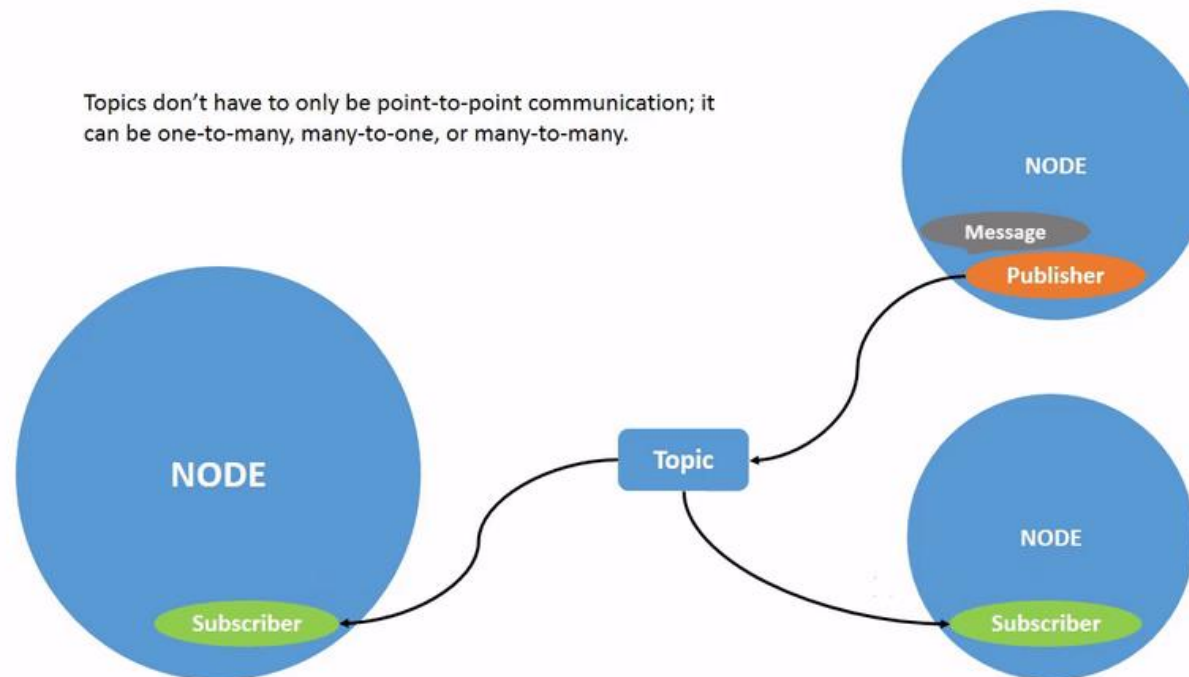 Topics don’t have to only be point-to-point communication; it
can be one-to-many, many-to-one, or many-to-many.
NODE
Message
Publisher
Topic
NODE
Subscriber
NODE
Subscriber